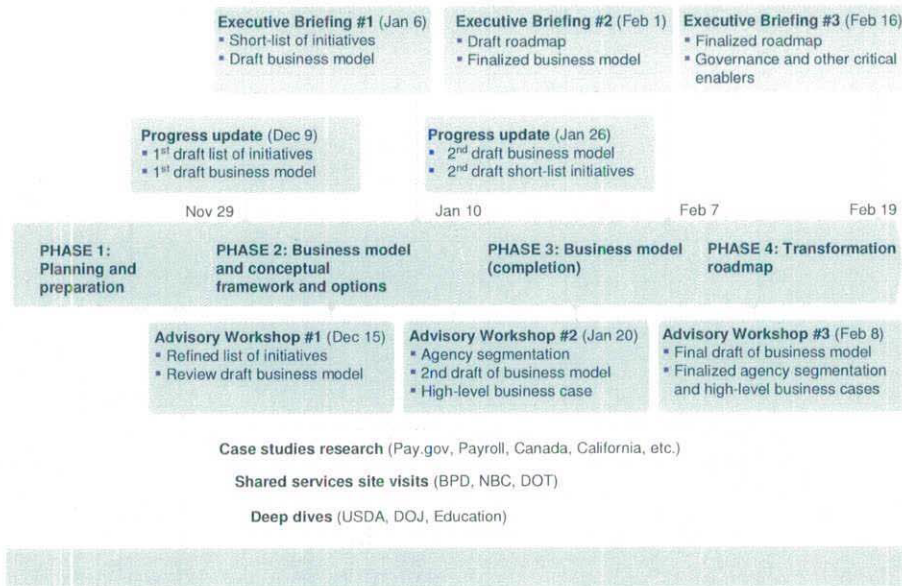 Executive Briefing #1 (Jan 6)
▪ Short-list of initiatives
▪ Draft business model
Executive Briefing #2 (Feb 1)
▪ Draft roadmap
▪ Finalized business model
Executive Briefing #3 (Feb 16)
▪ Finalized roadmap
▪ Governance and other critical
enablers
Progress update (Dec 9)
▪ 1st draft list of initiatives
▪ 1st draft business model
Progress update (Jan 26)
▪ 2nd draft business model
▪ 2nd draft short-list initiatives
Nov 29
Jan 10
Feb 7
Feb 19
PHASE 1:
Planning and
preparation
PHASE 2: Business model
and conceptual
framework and options
PHASE 3: Business model
(completion)
PHASE 4: Transformation
roadmap
Advisory Workshop #1 (Dec 15)
▪ Refined list of initiatives
▪ Review draft business model
Advisory Workshop #2 (Jan 20)
▪ Agency segmentation
▪ 2nd draft of business model
▪ High-level business case
Advisory Workshop #3 (Feb 8)
▪ Final draft of business model
▪ Finalized agency segmentation
and high-level business cases
Case studies research (Pay.gov, Payroll, Canada, California, etc.)
Shared services site visits (BPD, NBC, DOT)
Deep dives (USDA, DOJ, Education)